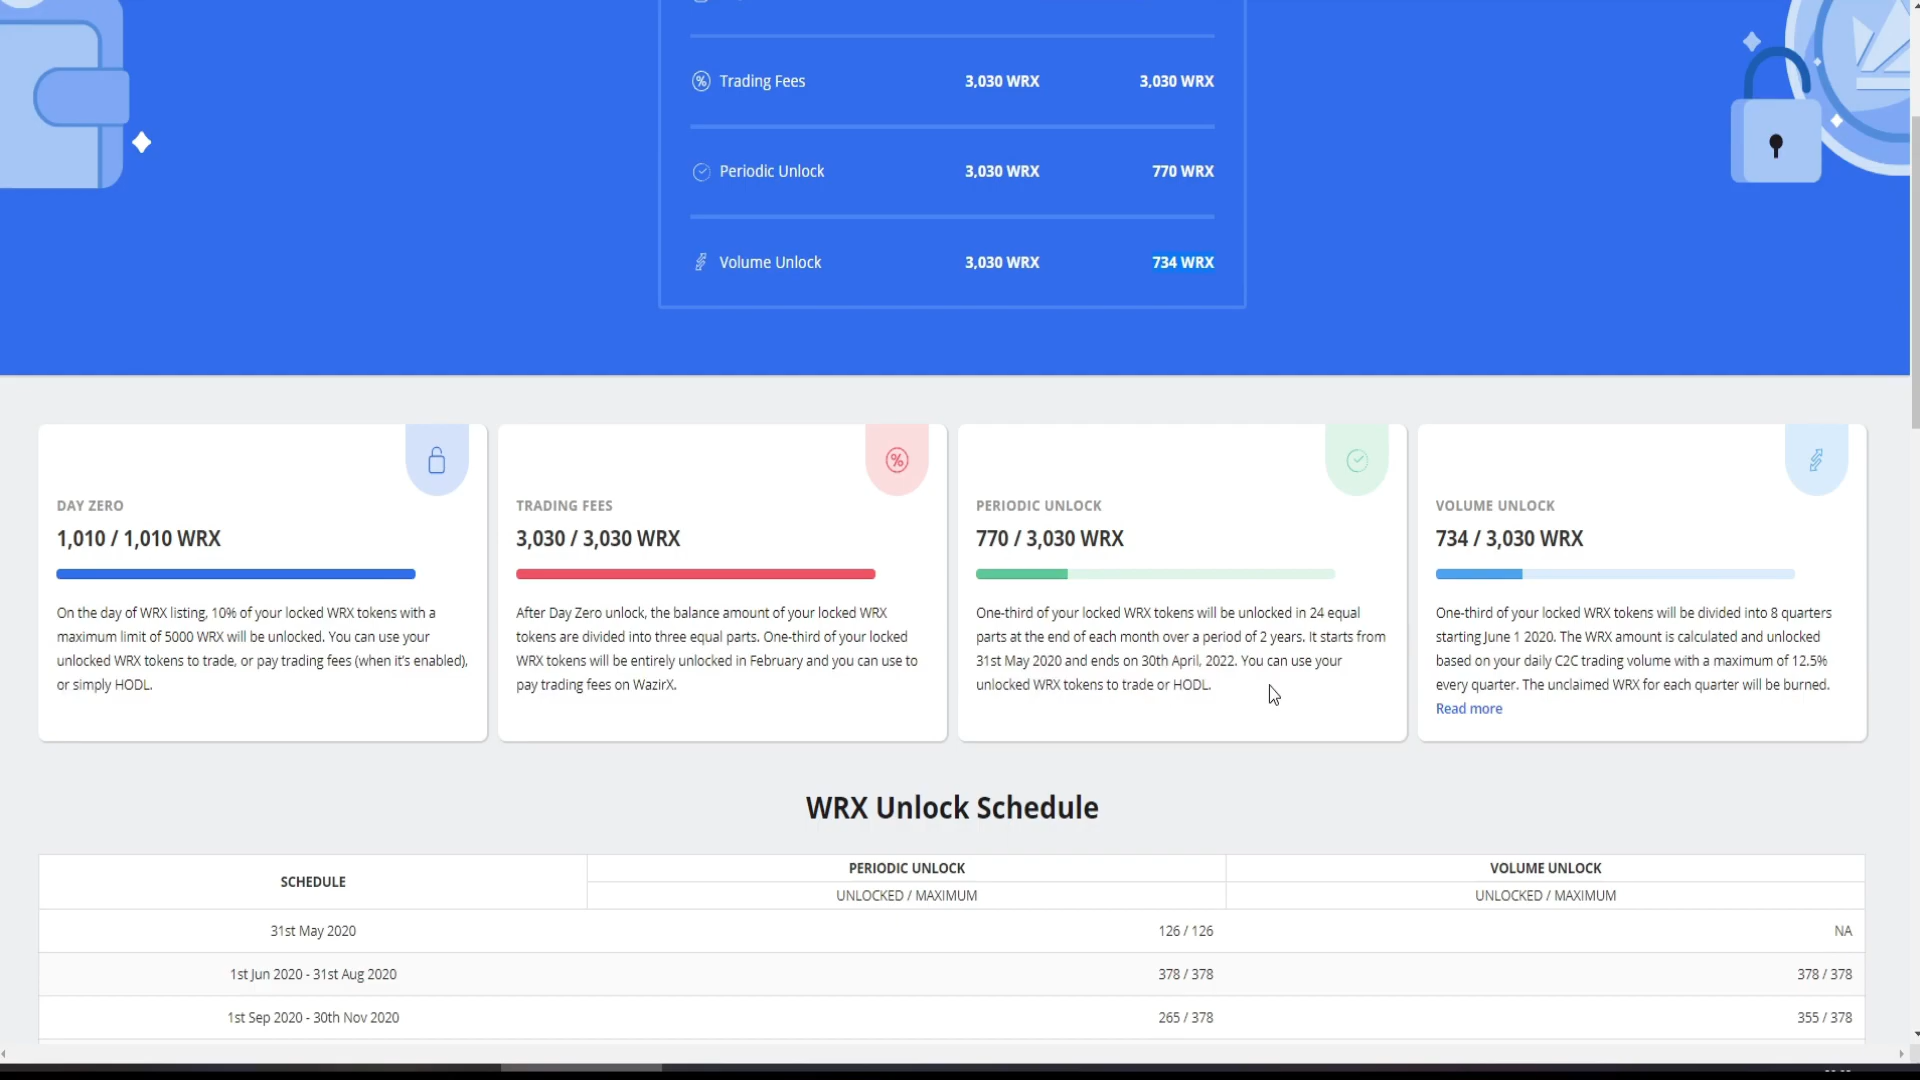 Trading Fees 3,030 WRX 3,030 WRX
Periodic Unlock 3,030 WRX 770 WRX
Volume Unlock 3,030 WRX 734 WRX
DAY ZERO
1,010 / 1,010 WRX
On the day of WRX listing, 10% of your locked WRX tokens with a
maximum limit of 5000 WRX will be unlocked. You can use your
unlocked WRX tokens to trade, or pay trading fees (when it's enabled),
or simply HODL.
TRADING FEES
3,030 / 3,030 WRX
After Day Zero unlock, the balance amount of your locked WRX
tokens are divided into three equal parts. One-third of your locked
WRX tokens will be entirely unlocked in February and you can use to
pay trading fees on WazirX.
PERIODIC UNLOCK
770 / 3,030 WRX
One-third of your locked WRX tokens will be unlocked in 24 equal
parts at the end of each month over a period of 2 years. It starts from
31st May 2020 and ends on 30th April, 2022. You can use your
unlocked WRX tokens to trade or HODL.
VOLUME UNLOCK
734 / 3,030 WRX
One-third of your locked WRX tokens will be divided into 8 quarters
starting June 1 2020. The WRX amount is calculated and unlocked
based on your daily C2C trading volume with a maximum of 12.5%
every quarter. The unclaimed WRX for each quarter will be burned.
Read more
WRX Unlock Schedule
SCHEDULE PERIODIC UNLOCK VOLUME UNLOCK
UNLOCKED / MAXIMUM UNLOCKED / MAXIMUM
31st May 2020 126 / 126 NA
1st Jun 2020 - 31st Aug 2020 378 / 378 378 / 378
1st Sep 2020 - 30th Nov 2020 265 / 378 355 / 378